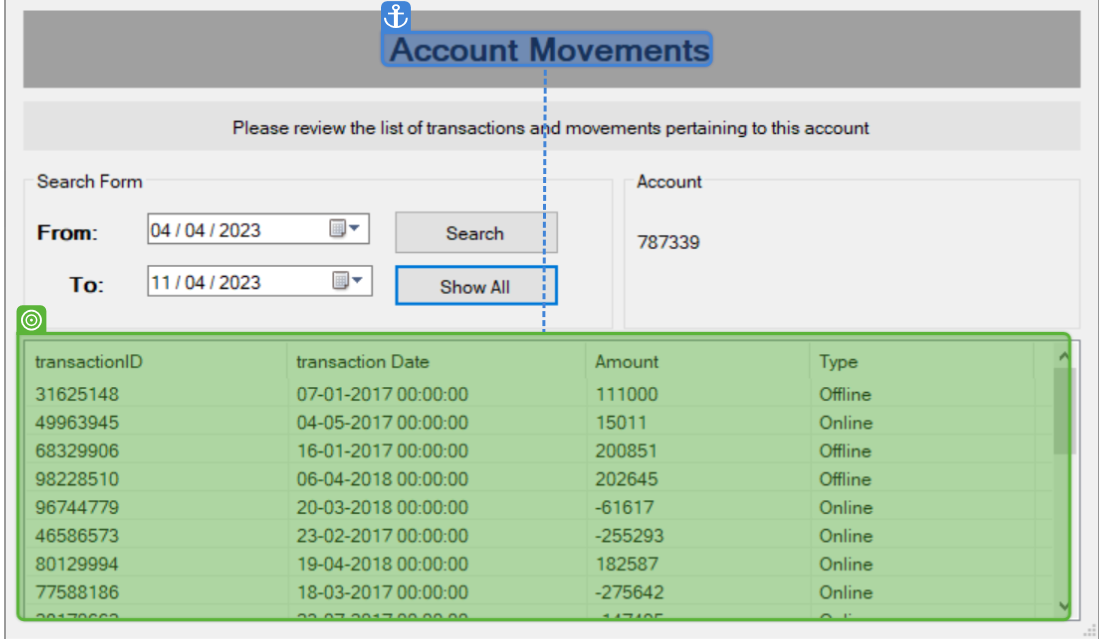 Account Movements
Please review the list of transactions and movements pertaining to this account
Search Form
From: 04 / 04 / 2023 Search
To: 11 / 04 / 2023 Show All
Account
787339
transactionID transaction Date Amount Type
31625148 07-01-2017 00:00:00 111000 Offline
49963945 04-05-2017 00:00:00 15011 Online
68329906 16-01-2017 00:00:00 200851 Offline
98228510 06-04-2018 00:00:00 202645 Offline
96744779 20-03-2018 00:00:00 -61617 Online
46586573 23-02-2017 00:00:00 -255293 Online
80129994 19-04-2018 00:00:00 182587 Online
77588186 18-03-2017 00:00:00 -275642 Online